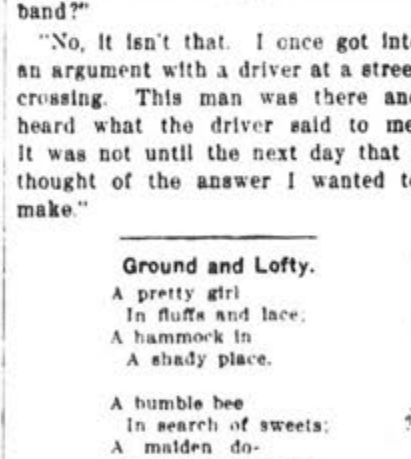 band?"
"No, it isn't that. I once got int
an argument with a driver at a stree
crossing. This man was there and
heard what the driver said to me
It was not until the next day that
thought of the answer I wanted to
make."
Ground and Lofty.
A pretty girl
In fluffs and lace;
A hammock in
A shady place.
A bumble bee
In search of sweets;
A maiden do-